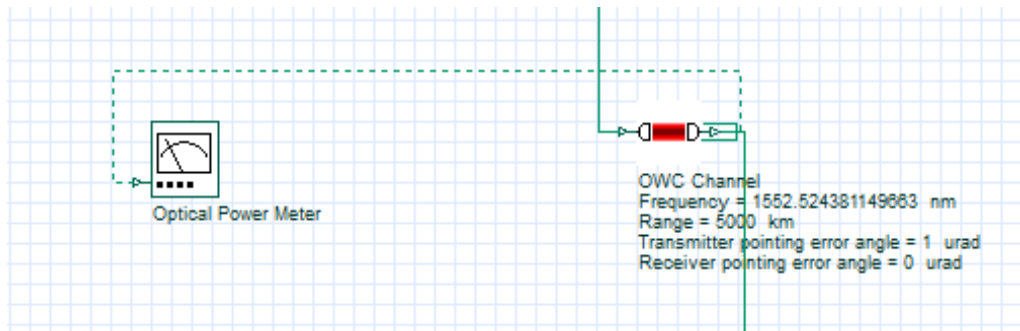 Optical Power Meter
OWC Channel
Frequency = 1552.524381149663 nm
Range = 5000 km
Transmitter pointing error angle = 1 urad
Receiver pointing error angle = 0 urad